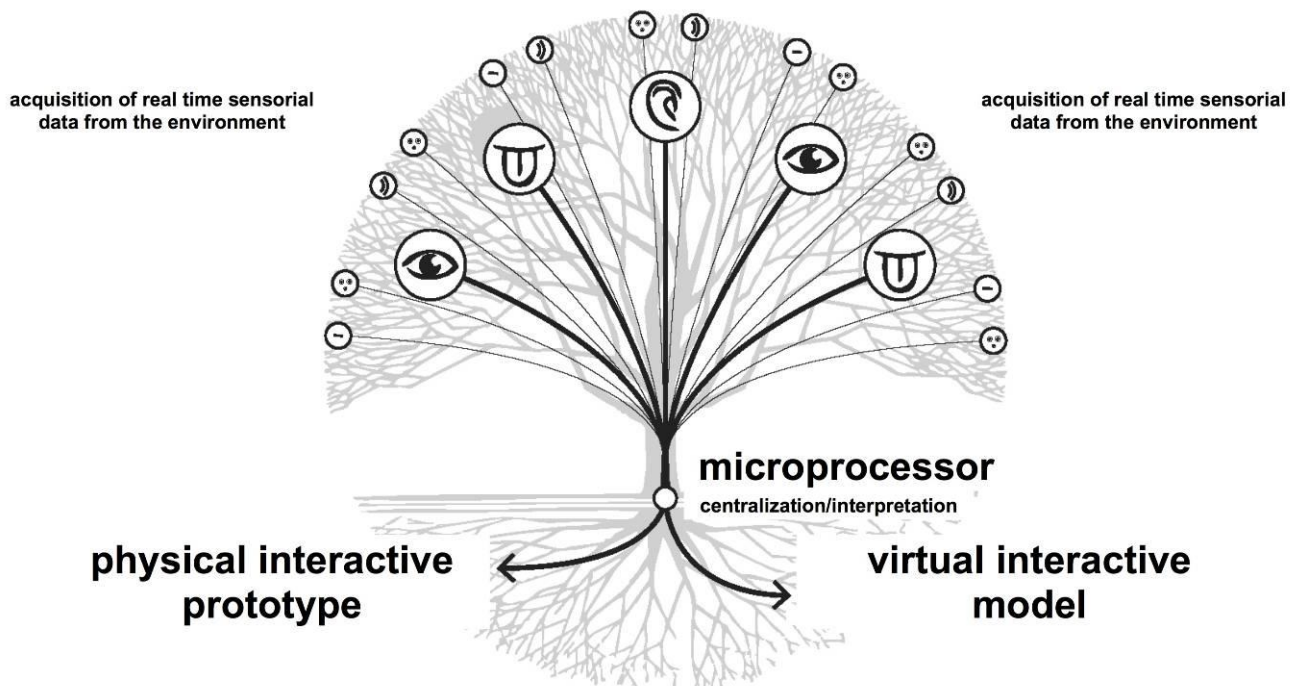 acquisition of real time sensorial
data from the environment
acquisition of real time sensorial
data from the environment
microprocessor
centralization/interpretation
physical interactive
prototype
virtual interactive
model